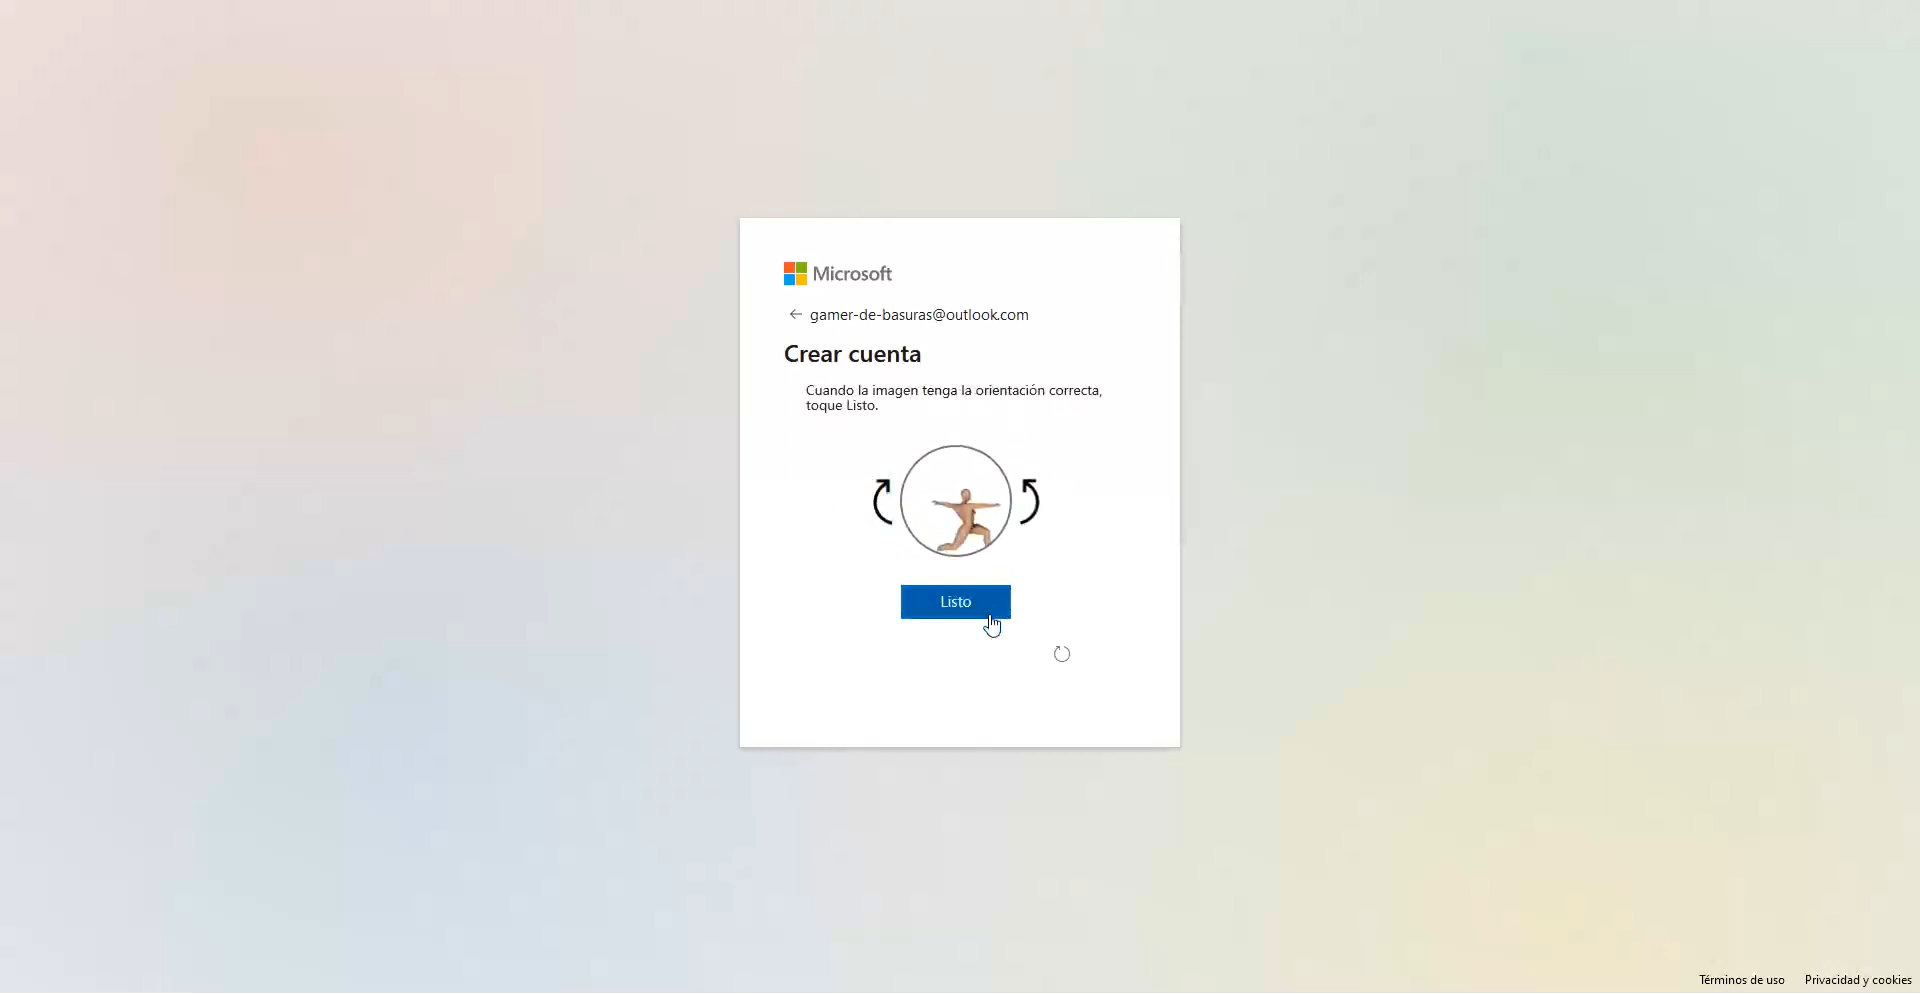 Microsoft
gamer-de-basuras@outlook.com
Crear cuenta
Cuando la imagen tenga la orientación correcta,
toque Listo.
Listo
Términos de uso Privacidad y cookies